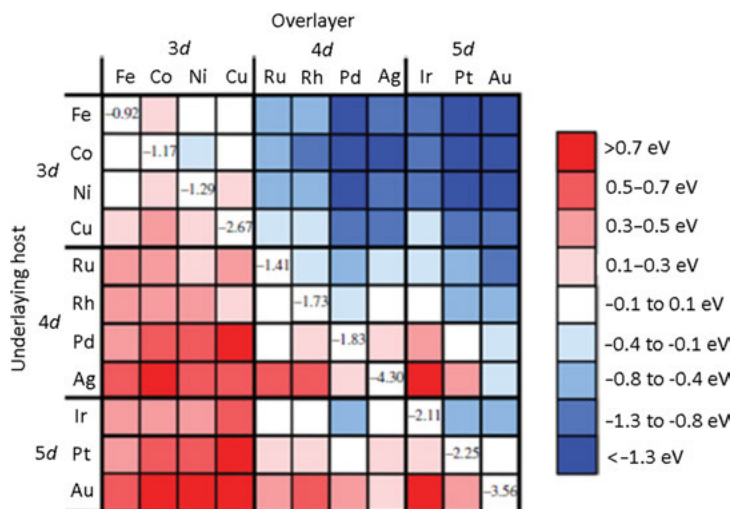 Overlayer
3d 4d 5d
Fe Co Ni Cu Ru Rh Pd Ag Ir Pt Au
Underlaying host
3d
Fe −0.92
Co −1.17
Ni −1.29
Cu −2.67
4d
Ru −1.41
Rh −1.73
Pd −1.83
Ag −4.30
5d
Ir −2.11
Pt −2.25
Au −3.56
>0.7 eV
0.5–0.7 eV
0.3–0.5 eV
0.1–0.3 eV
−0.1 to 0.1 eV
−0.4 to -0.1 eV
−0.8 to −0.4 eV
−1.3 to −0.8 eV
<−1.3 eV